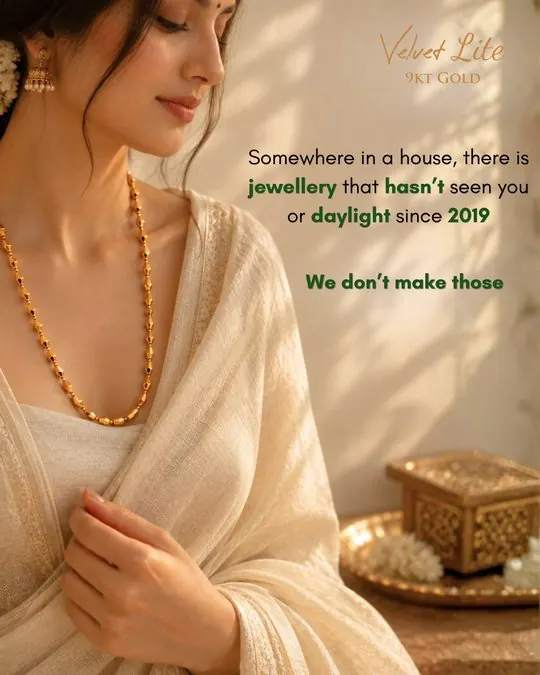 Velvet Lite
9KT GOLD
Somewhere in a house, there is
jewellery that hasn't seen you
or daylight since 2019
We don't make those